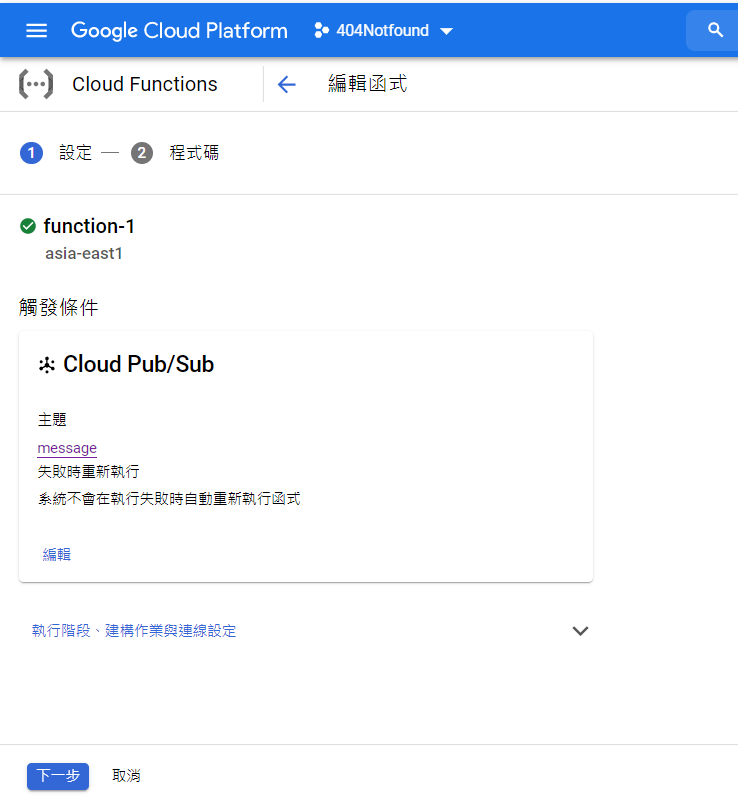 Google Cloud Platform 404Notfound
Cloud Functions 編輯函式
1 設定 — 2 程式碼
function-1
asia-east1
觸發條件
Cloud Pub/Sub
主題
message
失敗時重新執行
系統不會在執行失敗時自動重新執行函式
編輯
執行階段、建構作業與連線設定
下一步 取消